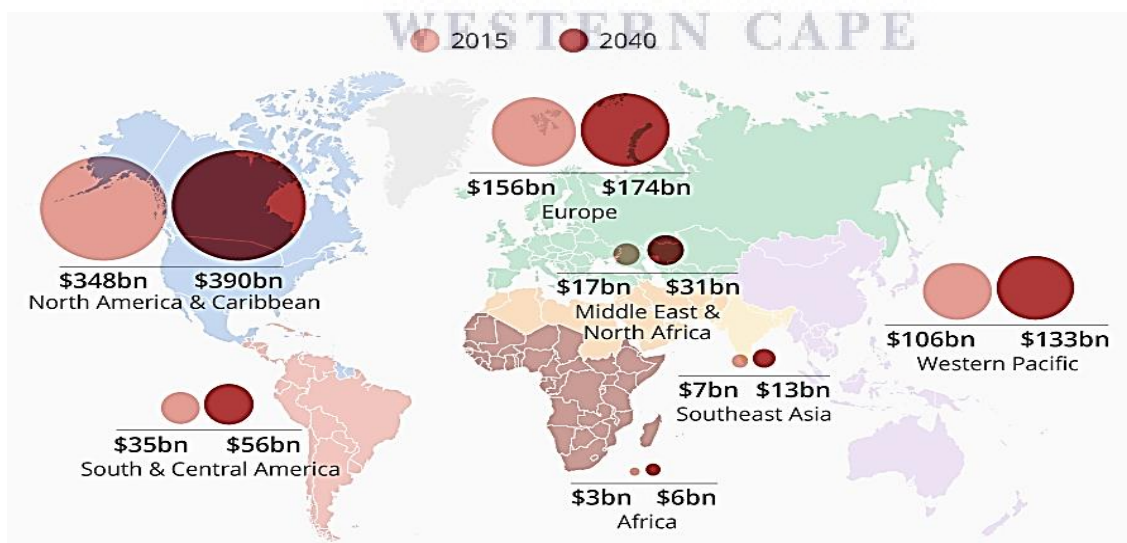 WESTERN CAPE
2015 2040
$156bn $174bn
Europe
$348bn $390bn
North America & Caribbean
$17bn $31bn
Middle East &
North Africa
$106bn $133bn
Western Pacific
$7bn $13bn
Southeast Asia
$35bn $56bn
South & Central America
$3bn $6bn
Africa